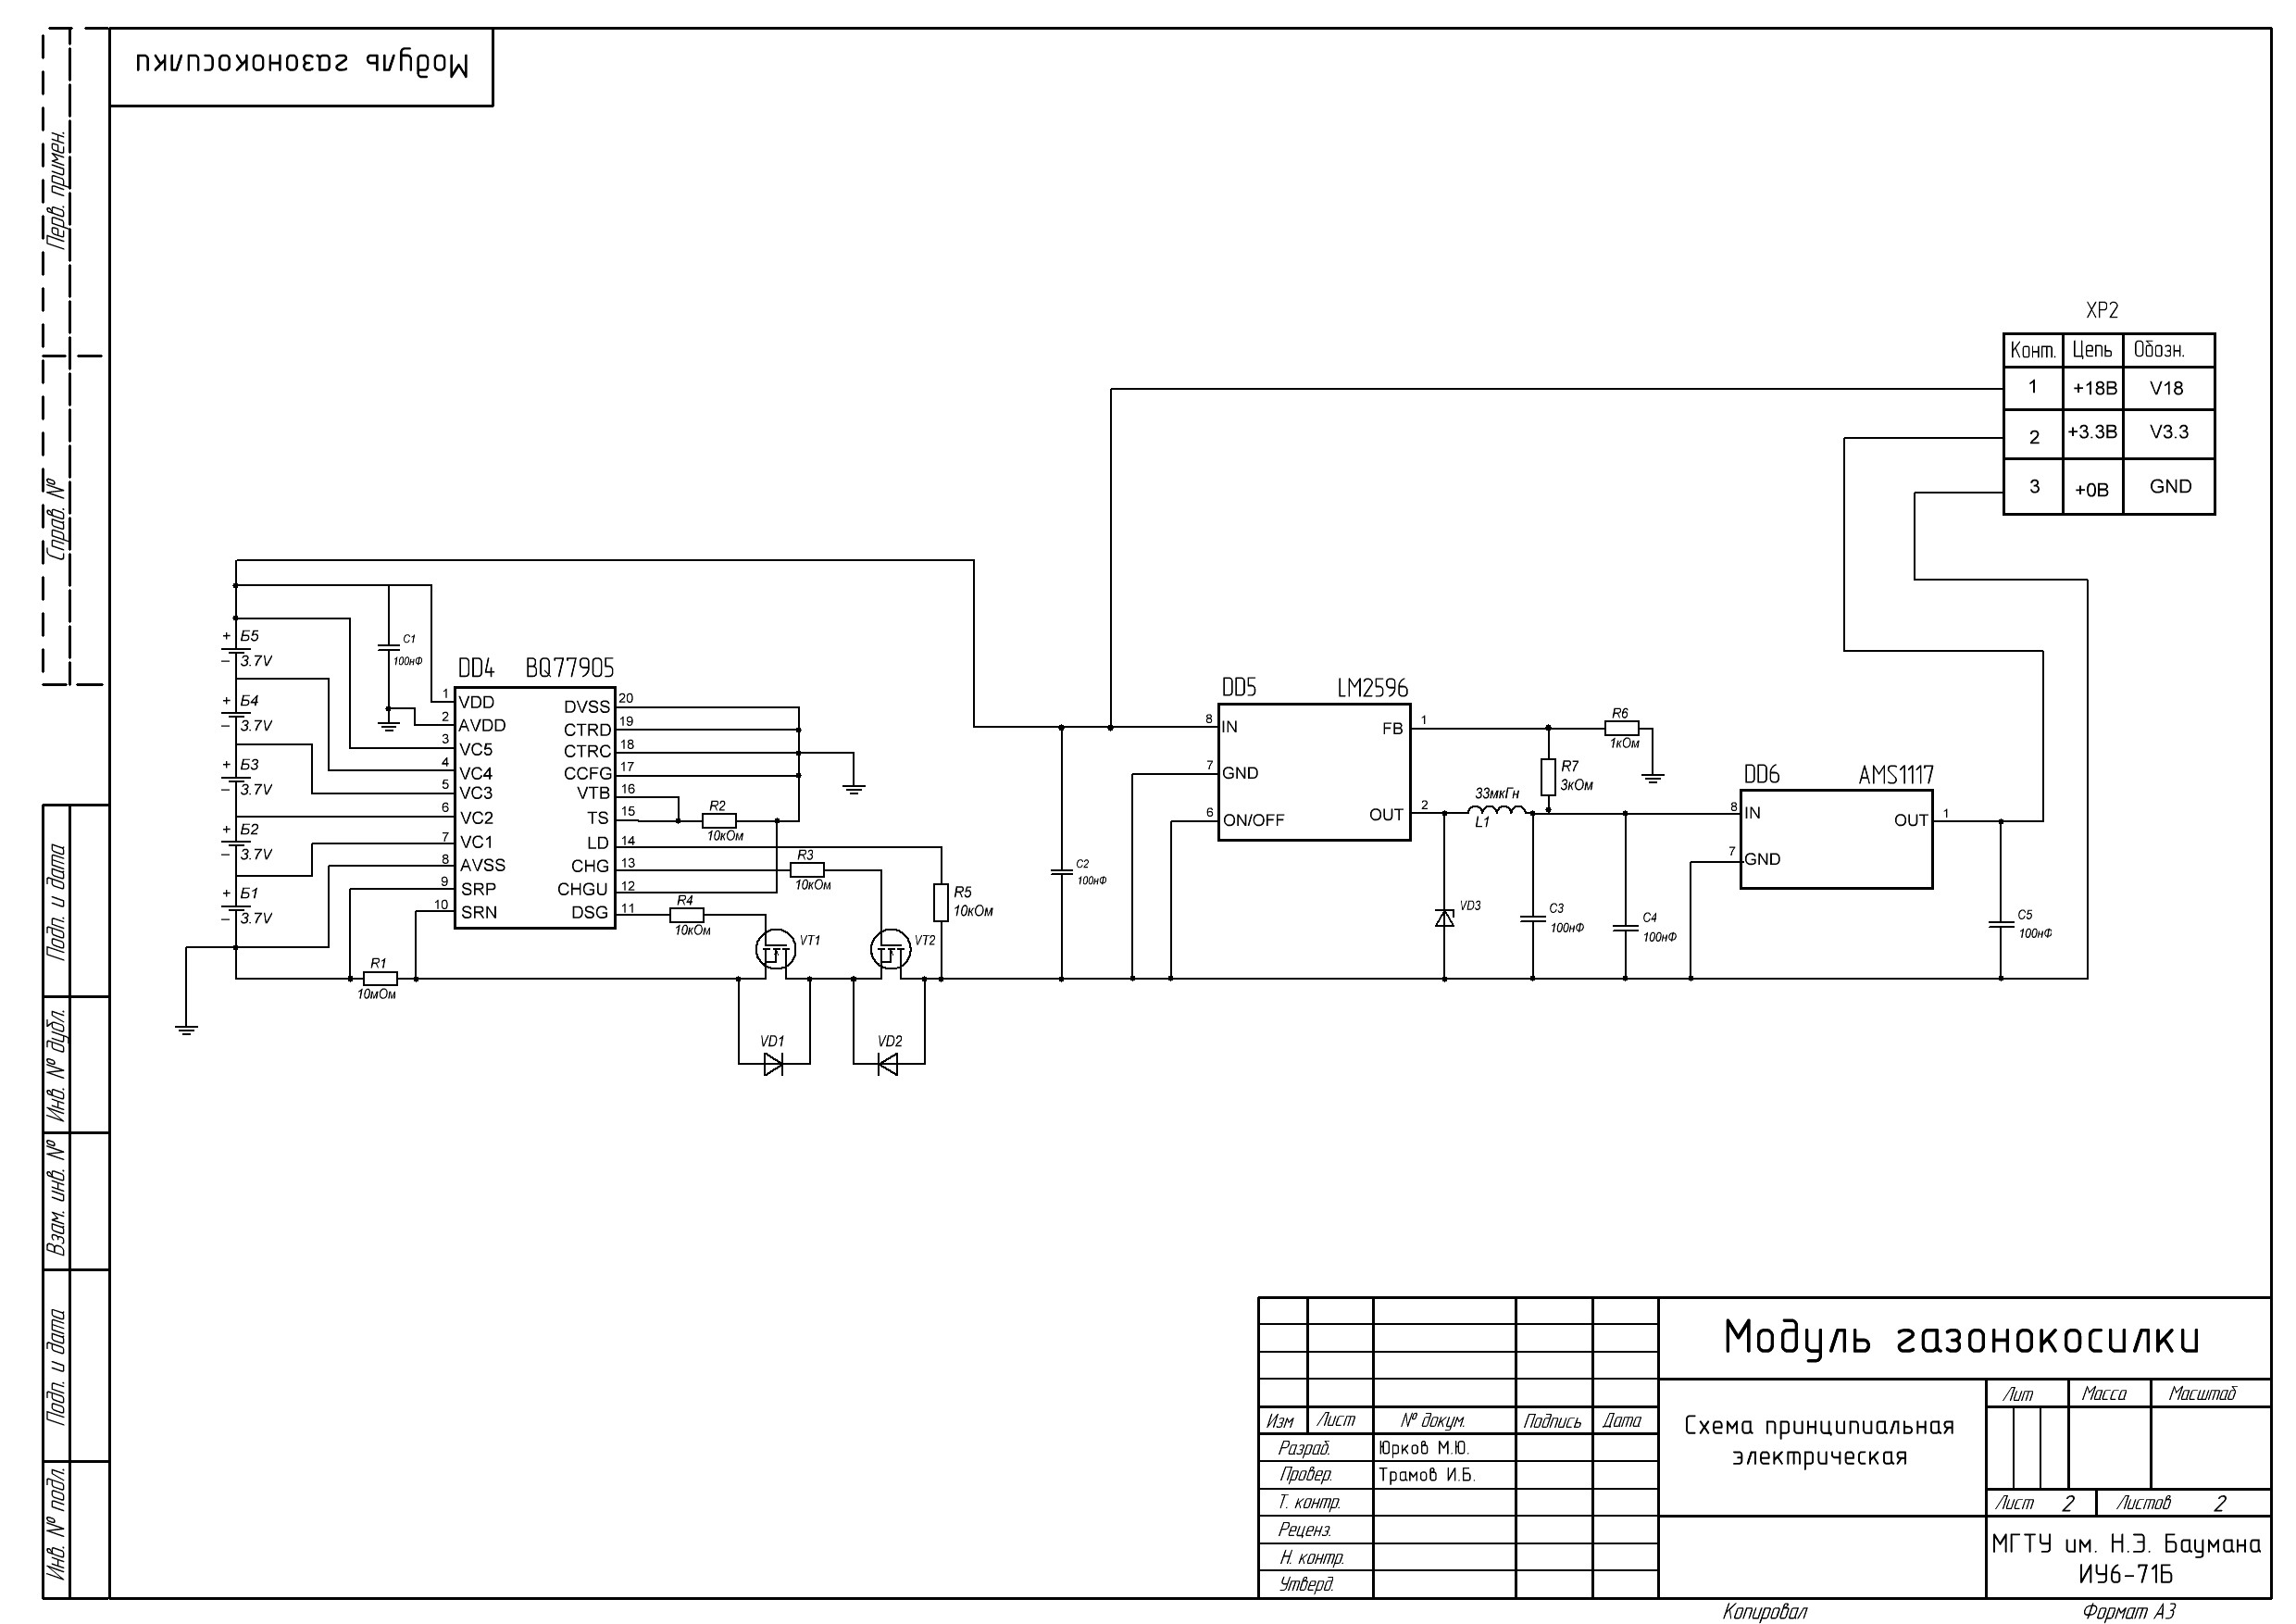 Модуль газонокосилки
Перв. примен.
Справ. №
Подп. и дата
Инв. № дубл.
Взам. инв. №
Подп. и дата
Инв. № подл.
XP2
Конт. Цепь Обозн.
1 +18В V18
2 +3.3В V3.3
3 +0В GND
+ Б5
– 3.7V
+ Б4
– 3.7V
+ Б3
– 3.7V
+ Б2
– 3.7V
+ Б1
– 3.7V
C1
100нФ
DD4 BQ77905
1 VDD
2 AVDD
3 VC5
4 VC4
5 VC3
6 VC2
7 VC1
8 AVSS
9 SRP
10 SRN
DVSS 20
CTRD 19
CTRC 18
CCFG 17
VTB 16
TS 15
LD 14
CHG 13
CHGU 12
DSG 11
R1
10мОм
R2
10кОм
R3
10кОм
R4
10кОм
R5
10кОм
VT1
VT2
VD1
VD2
C2
100нФ
DD5 LM2596
8 IN
7 GND
6 ON/OFF
FB 1
OUT 2
R6
1кОм
R7
3кОм
33мкГн
L1
VD3
C3
100нФ
C4
100нФ
DD6 AMS1117
8 IN
7 GND
OUT 1
C5
100нФ
Модуль газонокосилки
Схема принципиальная
электрическая
Изм Лист № докум. Подпись Дата
Разраб. Юрков М.Ю.
Провер. Трамов И.Б.
Т. контр.
Реценз.
Н. контр.
Утверд.
Лит Масса Масштаб
Лист 2 Листов 2
МГТУ им. Н.Э. Баумана
ИУ6-71Б
Копировал Формат А3